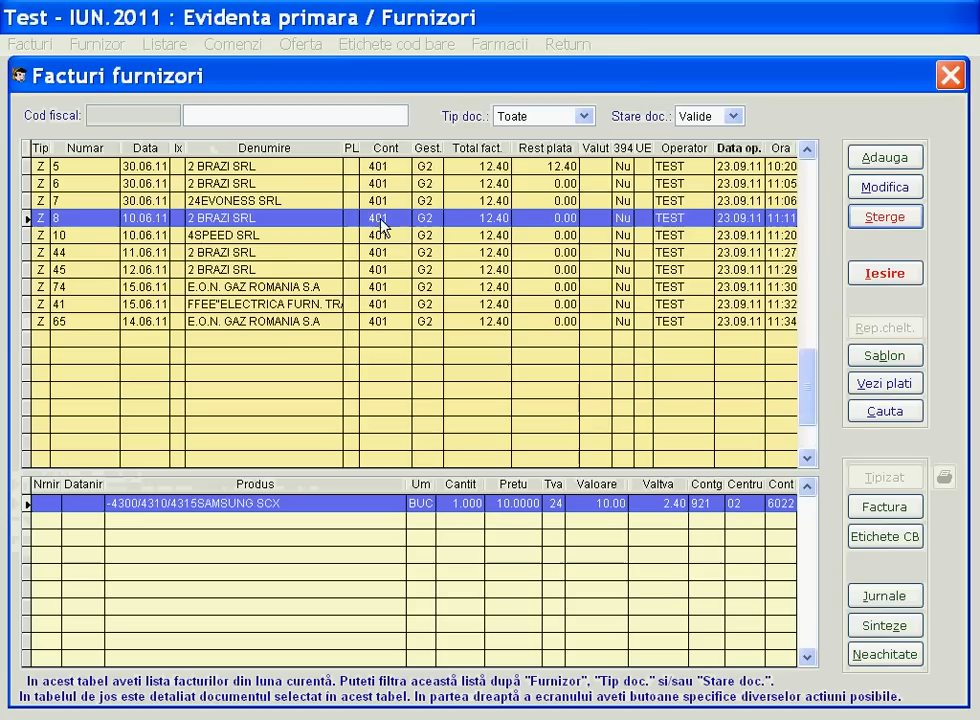 Test - IUN.2011 : Evidenta primara / Furnizori
Facturi Furnizor Listare Comenzi Oferta Etichete cod bare Farmacii Return
Facturi furnizori
Cod fiscal: Tip doc.: Toate Stare doc.: Valide
Tip Numar Data Ix Denumire PL Cont Gest. Total fact. Rest plata Valut 394 UE Operator Data op. Ora
Z 5 30.06.11 2 BRAZI SRL 401 G2 12.40 12.40 Nu TEST 23.09.11 10:20
Z 6 30.06.11 2 BRAZI SRL 401 G2 12.40 0.00 Nu TEST 23.09.11 11:05
Z 7 30.06.11 24EVONESS SRL 401 G2 12.40 0.00 Nu TEST 23.09.11 11:06
Z 8 10.06.11 2 BRAZI SRL 401 G2 12.40 0.00 Nu TEST 23.09.11 11:11
Z 10 10.06.11 4SPEED SRL 401 G2 12.40 0.00 Nu TEST 23.09.11 11:20
Z 44 11.06.11 2 BRAZI SRL 401 G2 12.40 0.00 Nu TEST 23.09.11 11:27
Z 45 12.06.11 2 BRAZI SRL 401 G2 12.40 0.00 Nu TEST 23.09.11 11:29
Z 74 15.06.11 E.O.N. GAZ ROMANIA S.A 401 G2 12.40 0.00 Nu TEST 23.09.11 11:30
Z 41 15.06.11 FFEE"ELECTRICA FURN. TRA 401 G2 12.40 0.00 Nu TEST 23.09.11 11:32
Z 65 14.06.11 E.O.N. GAZ ROMANIA S.A 401 G2 12.40 0.00 Nu TEST 23.09.11 11:34
Adauga
Modifica
Sterge
Iesire
Rep.chelt.
Sablon
Vezi plati
Cauta
Nrnir Datanir Produs Um Cantit Pretu Tva Valoare Valtva Contg Centru Cont
-4300/4310/4315SAMSUNG SCX BUC 1.000 10.0000 24 10.00 2.40 921 02 6022
Tipizat
Factura
Etichete CB
Jurnale
Sinteze
Neachitate
In acest tabel aveti lista facturilor din luna curentă. Puteti filtra această listă după "Furnizor", "Tip doc." si/sau "Stare doc.".
In tabelul de jos este detaliat documentul selectat in acest tabel. In partea dreaptă a ecranului aveti butoane specifice diverselor actiuni posibile.